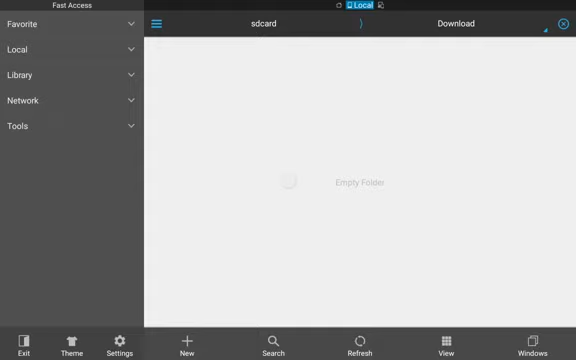 Fast Access
Local
Favorite
sdcard
Download
Local
Library
Network
Tools
Empty Folder
Exit
Theme
Settings
New
Search
Refresh
View
Windows